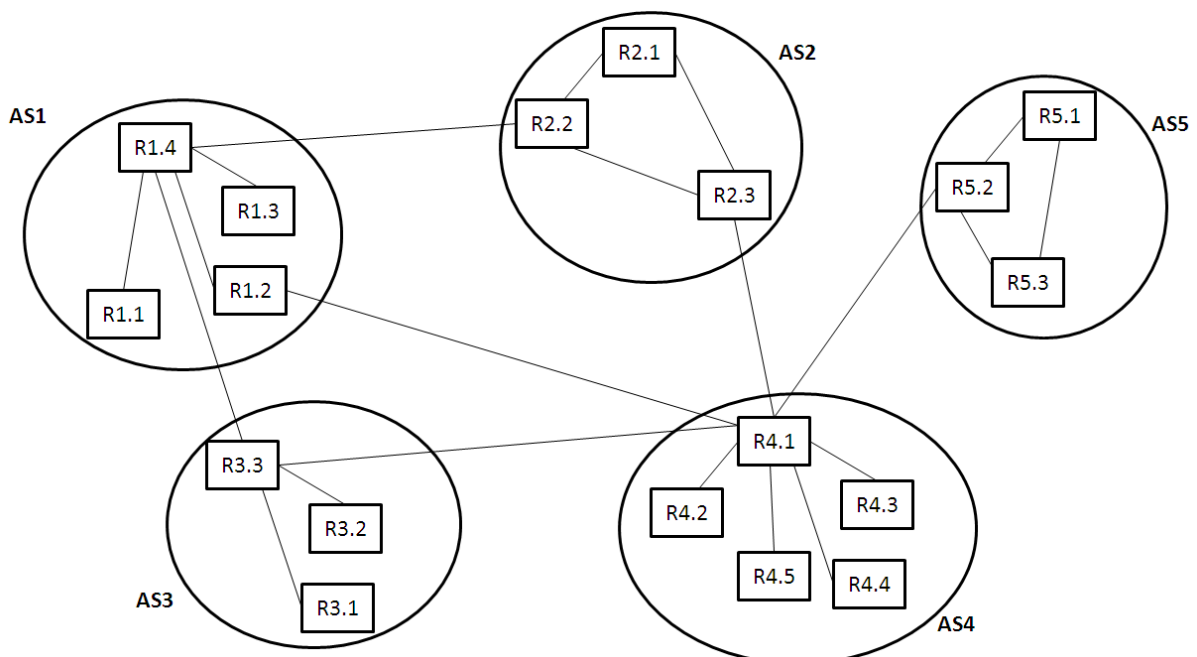 AS1
R1.4
R1.3
R1.2
R1.1
AS2
R2.1
R2.2
R2.3
AS5
R5.1
R5.2
R5.3
AS3
R3.3
R3.2
R3.1
AS4
R4.1
R4.2
R4.3
R4.5
R4.4